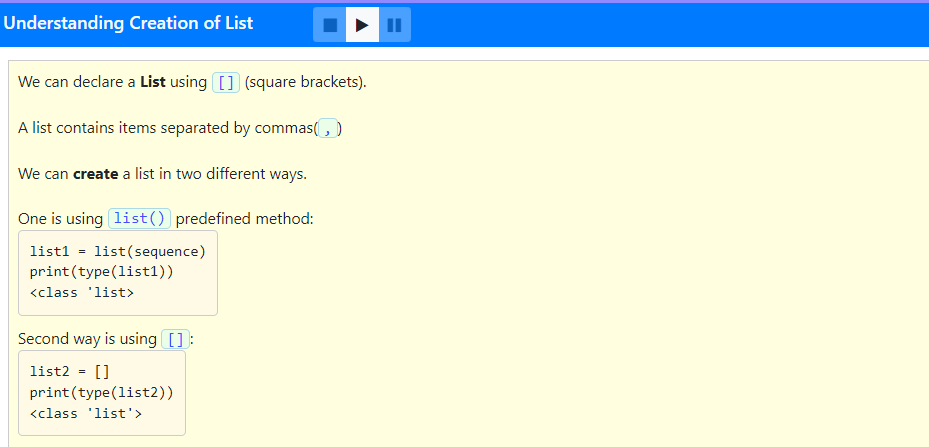 Understanding Creation of List
We can declare a List using [] (square brackets).
A list contains items separated by commas( , )
We can create a list in two different ways.
One is using list() predefined method:
list1 = list(sequence)
print(type(list1))
<class 'list>
Second way is using []:
list2 = []
print(type(list2))
<class 'list'>